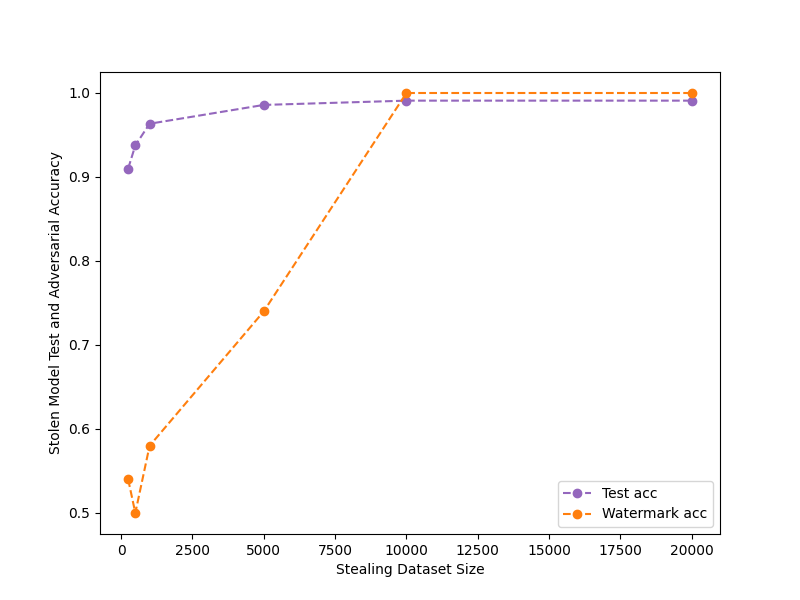 1.0
0.9
0.8
0.7
0.6
0.5
Stolen Model Test and Adversarial Accuracy
Test acc
Watermark acc
0 2500 5000 7500 10000 12500 15000 17500 20000
Stealing Dataset Size